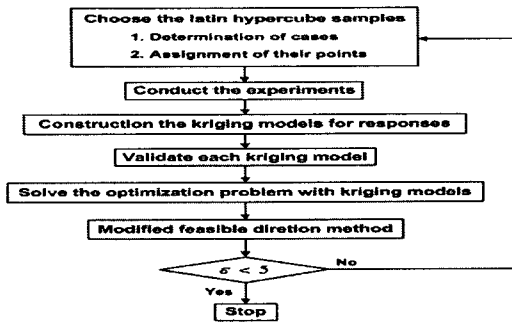 Choose the latin hypercube samples
1. Determination of cases
2. Assignment of their points
Conduct the experiments
Construction the kriging models for responses
Validate each kriging model
Solve the optimization problem with kriging models
Modified feasible diretion method
ε < 5
No
Yes
Stop